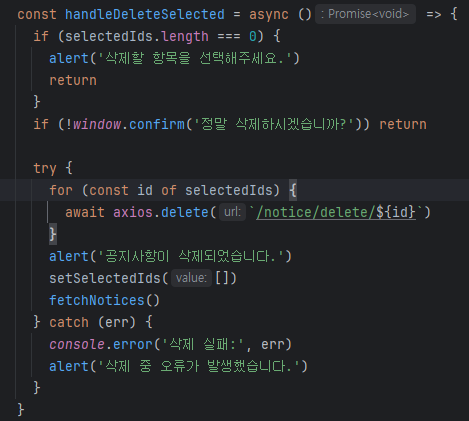 const handleDeleteSelected = async () : Promise<void> => {
if (selectedIds.length === 0) {
alert('삭제할 항목을 선택해주세요.')
return
}
if (!window.confirm('정말 삭제하시겠습니까?')) return
try {
for (const id of selectedIds) {
await axios.delete( url: `/notice/delete/${id}`)
}
alert('공지사항이 삭제되었습니다.')
setSelectedIds( value: [])
fetchNotices()
} catch (err) {
console.error('삭제 실패:', err)
alert('삭제 중 오류가 발생했습니다.')
}
}